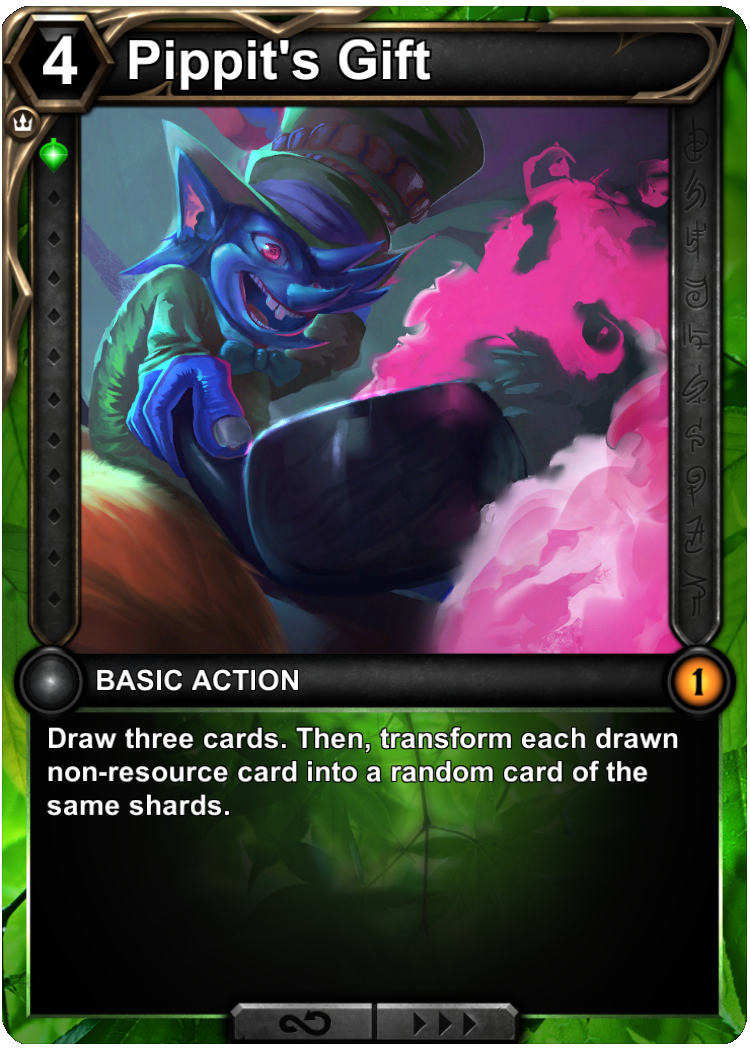 4
Pippit's Gift
BASIC ACTION
1
Draw three cards. Then, transform each drawn
non-resource card into a random card of the
same shards.